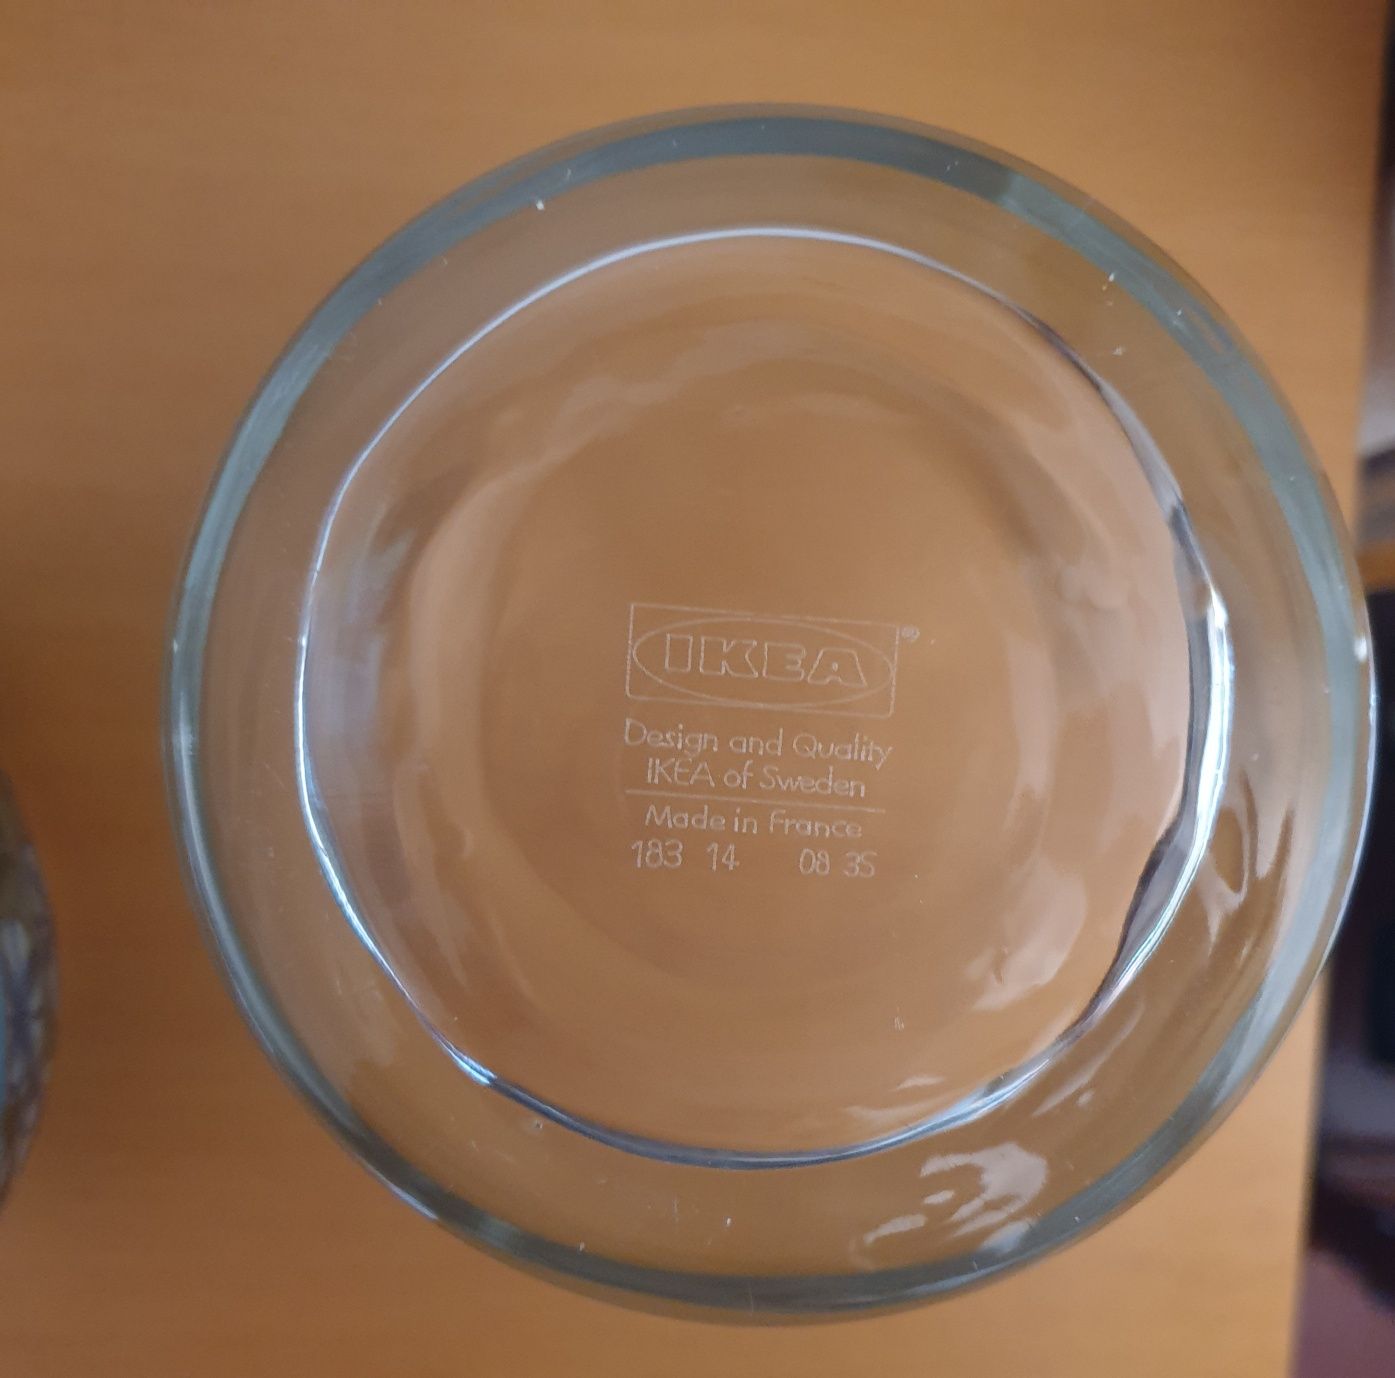 IKEA®
Design and Quality
IKEA of Sweden
Made in France
183 14 08 35